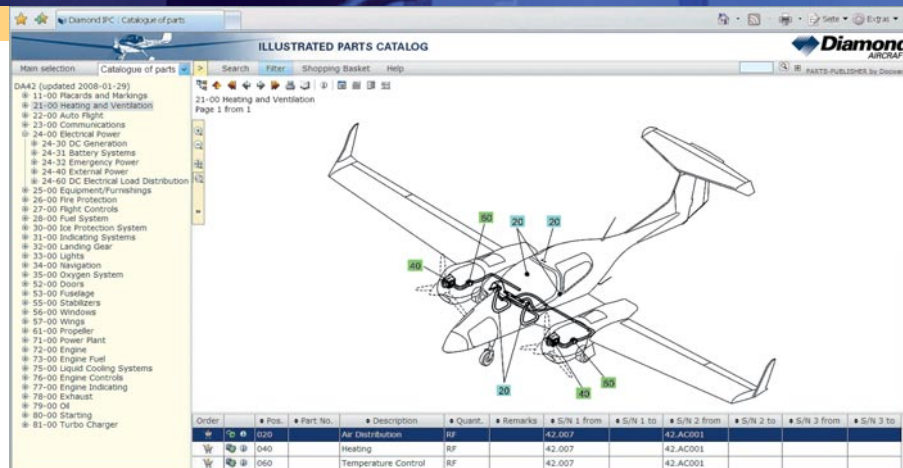 Diamond IPC : Catalogue of parts
Seite Extras
ILLUSTRATED PARTS CATALOG
Diamond
AIRCRAFT
Main selection Catalogue of parts > Search Filter Shopping Basket Help
PARTS-PUBLISHER by Docware
DA42 (updated 2008-01-29)
11-00 Placards and Markings
21-00 Heating and Ventilation
22-00 Auto Flight
23-00 Communications
24-00 Electrical Power
24-30 DC Generation
24-31 Battery Systems
24-32 Emergency Power
24-40 External Power
24-60 DC Electrical Load Distribution
25-00 Equipment/Furnishings
26-00 Fire Protection
27-00 Flight Controls
28-00 Fuel System
30-00 Ice Protection System
31-00 Indicating Systems
32-00 Landing Gear
33-00 Lights
34-00 Navigation
35-00 Oxygen System
52-00 Doors
53-00 Fuselage
55-00 Stabilizers
56-00 Windows
57-00 Wings
61-00 Propeller
71-00 Power Plant
72-00 Engine
73-00 Engine Fuel
75-00 Liquid Cooling Systems
76-00 Engine Controls
77-00 Engine Indicating
78-00 Exhaust
79-00 Oil
80-00 Starting
81-00 Turbo Charger
21-00 Heating and Ventilation
Page 1 from 1
60 20 20
40
20 40 60
Order Pos. Part No. Description Quant. Remarks S/N 1 from S/N 1 to S/N 2 from S/N 2 to S/N 3 from S/N 3 to
020 Air Distribution RF 42.007 42.AC001
040 Heating RF 42.007 42.AC001
060 Temperature Control RF 42.007 42.AC001